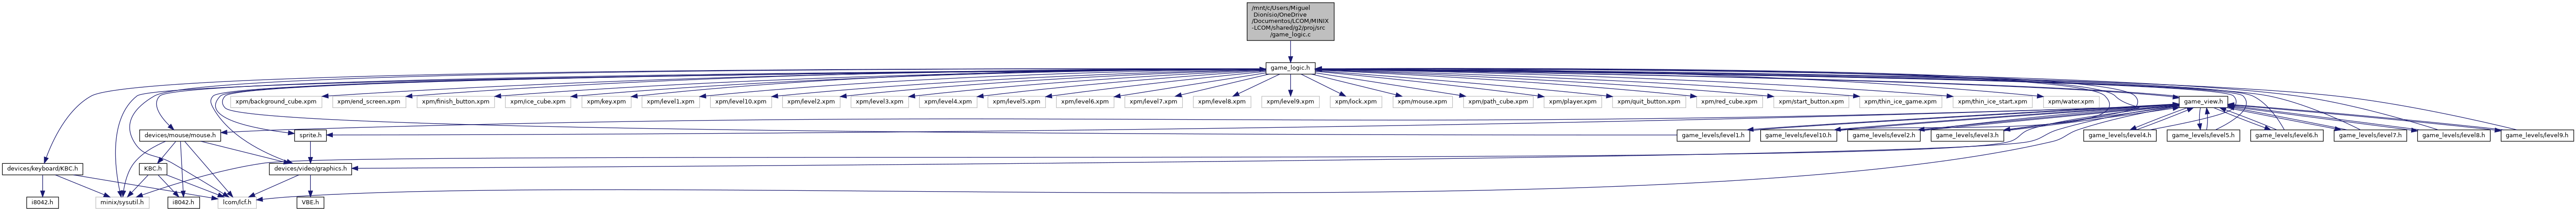 /mnt/c/Users/Miguel
Dionísio/OneDrive
/Documentos/LCOM/MINIX
-LCOM/shared/g2/proj/src
/game_logic.c
game_logic.h
xpm/background_cube.xpm
xpm/end_screen.xpm
xpm/finish_button.xpm
xpm/ice_cube.xpm
xpm/key.xpm
xpm/level1.xpm
xpm/level10.xpm
xpm/level2.xpm
xpm/level3.xpm
xpm/level4.xpm
xpm/level5.xpm
xpm/level6.xpm
xpm/level7.xpm
xpm/level8.xpm
xpm/level9.xpm
xpm/lock.xpm
xpm/mouse.xpm
xpm/path_cube.xpm
xpm/player.xpm
xpm/quit_button.xpm
xpm/red_cube.xpm
xpm/start_button.xpm
xpm/thin_ice_game.xpm
xpm/thin_ice_start.xpm
xpm/water.xpm
game_view.h
devices/mouse/mouse.h
sprite.h
game_levels/level1.h
game_levels/level10.h
game_levels/level2.h
game_levels/level3.h
game_levels/level4.h
game_levels/level5.h
game_levels/level6.h
game_levels/level7.h
game_levels/level8.h
game_levels/level9.h
devices/keyboard/KBC.h
KBC.h
devices/video/graphics.h
i8042.h
minix/sysutil.h
i8042.h
lcom/lcf.h
VBE.h